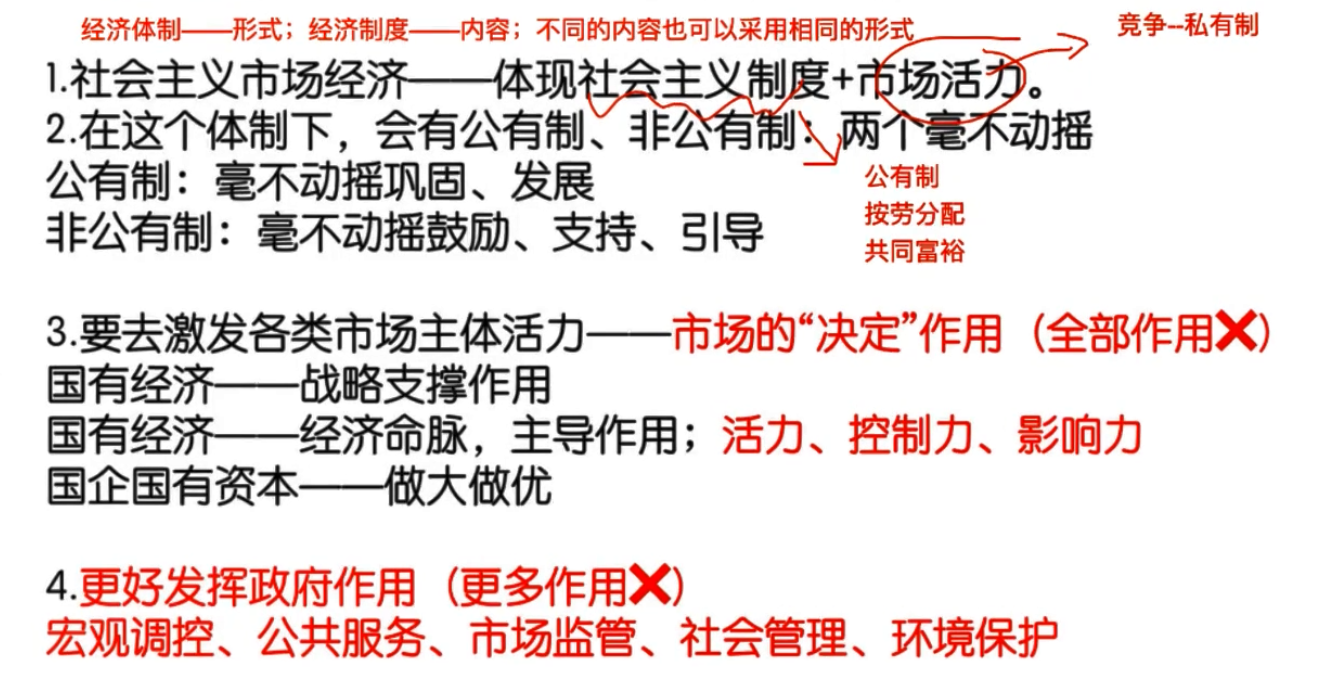 经济体制——形式；经济制度——内容；不同的内容也可以采用相同的形式
竞争--私有制
1.社会主义市场经济——体现社会主义制度+市场活力。
2.在这个体制下，会有公有制、非公有制：两个毫不动摇
公有制：毫不动摇巩固、发展
公有制
按劳分配
共同富裕
非公有制：毫不动摇鼓励、支持、引导
3.要去激发各类市场主体活力——市场的“决定”作用（全部作用❌）
国有经济——战略支撑作用
国有经济——经济命脉，主导作用；活力、控制力、影响力
国企国有资本——做大做优
4.更好发挥政府作用（更多作用❌）
宏观调控、公共服务、市场监管、社会管理、环境保护